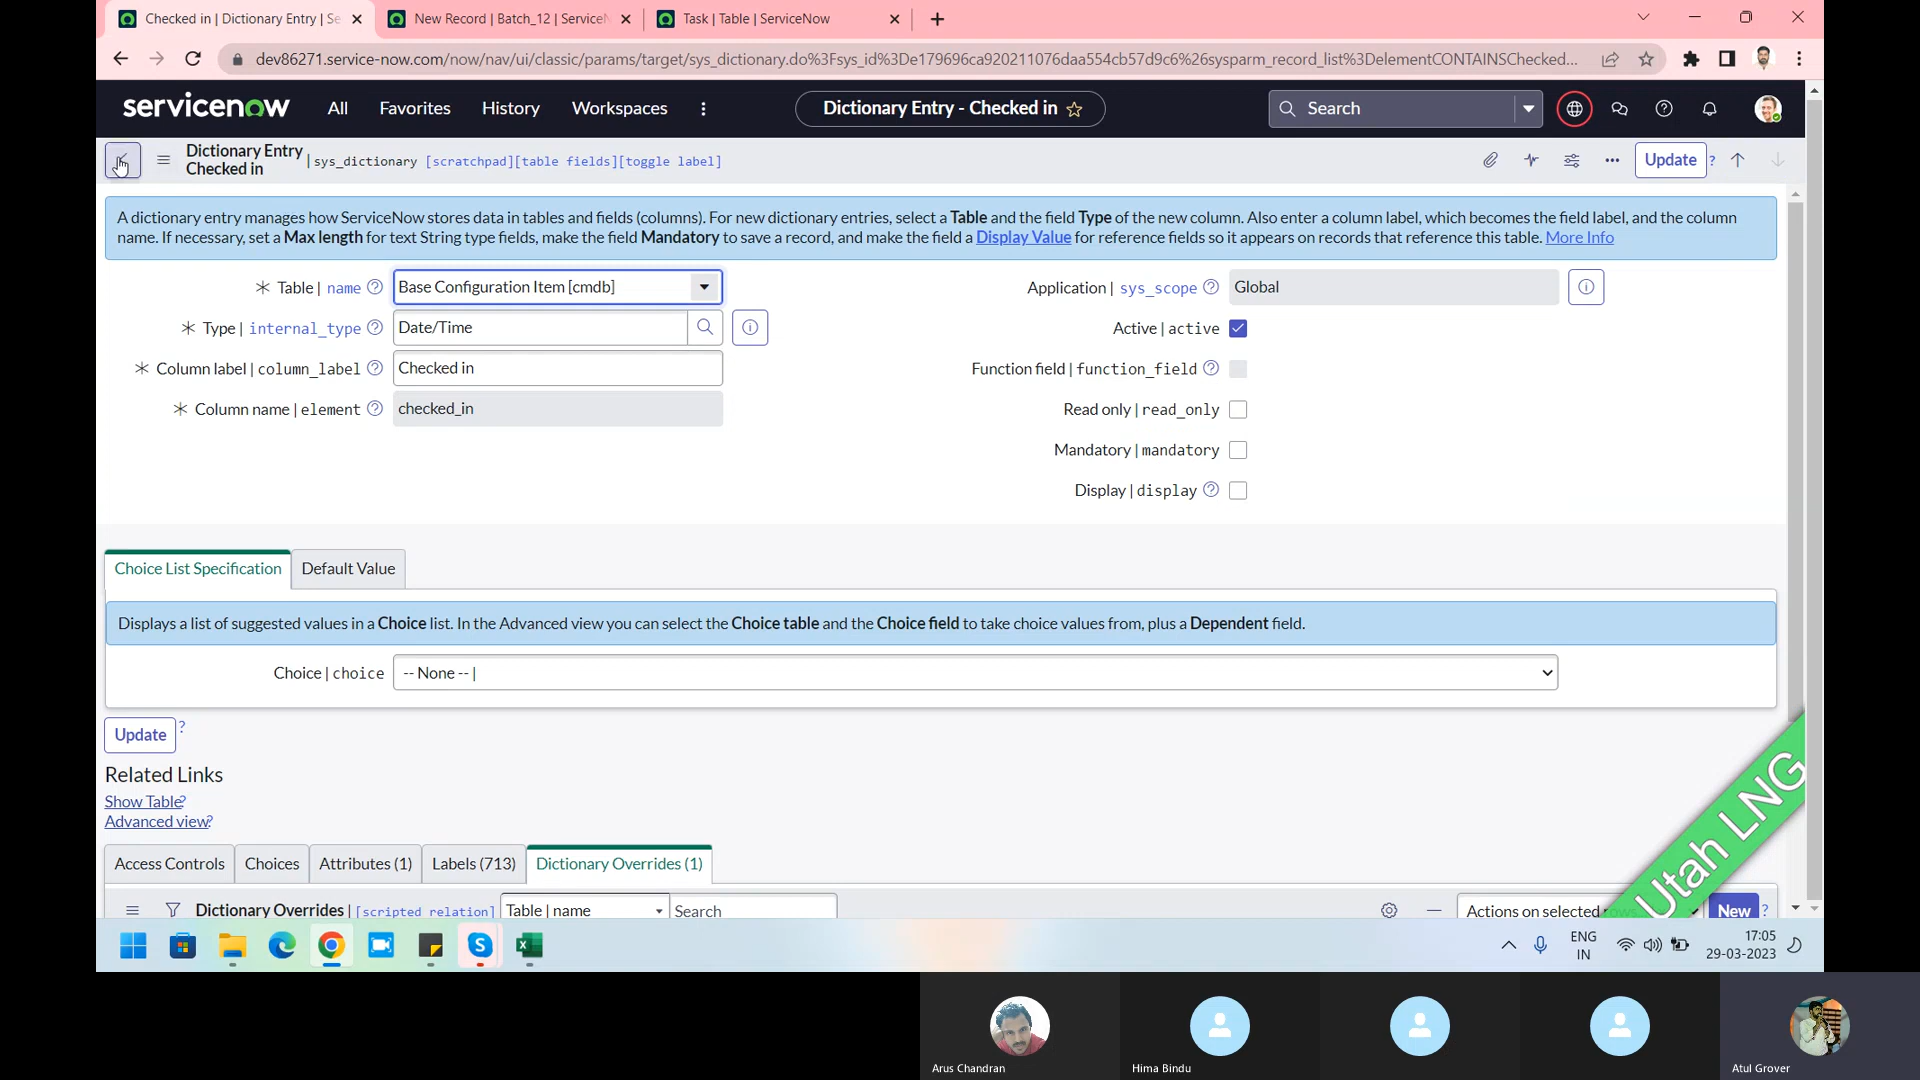 Checked in | Dictionary Entry | Se
New Record | Batch_12 | ServiceN
Task | Table | ServiceNow
dev86271.service-now.com/now/nav/ui/classic/params/target/sys_dictionary.do%3Fsys_id%3De179696ca920211076daa554cb57d9c6%26sysparm_record_list%3DelementCONTAINSChecked...
servicenow All Favorites History Workspaces
Dictionary Entry - Checked in
Search
Dictionary Entry
Checked in
|sys_dictionary [scratchpad][table fields][toggle label]
Update ?
A dictionary entry manages how ServiceNow stores data in tables and fields (columns). For new dictionary entries, select a Table and the field Type of the new column. Also enter a column label, which becomes the field label, and the column
name. If necessary, set a Max length for text String type fields, make the field Mandatory to save a record, and make the field a Display Value for reference fields so it appears on records that reference this table. More Info
Table | name Base Configuration Item [cmdb]
Application | sys_scope Global
Type | internal_type Date/Time
Active | active
Column label | column_label Checked in
Function field | function_field
Column name | element checked_in
Read only | read_only
Mandatory | mandatory
Display | display
Choice List Specification Default Value
Displays a list of suggested values in a Choice list. In the Advanced view you can select the Choice table and the Choice field to take choice values from, plus a Dependent field.
Choice | choice -- None -- |
Update ?
Related Links
Show Table?
Advanced view?
Access Controls Choices Attributes (1) Labels (713) Dictionary Overrides (1)
Dictionary Overrides | [scripted relation] Table | name Search
Actions on selected rows... New ?
Utah LNG
ENG
IN
17:05
29-03-2023
Arus Chandran
Hima Bindu
Atul Grover